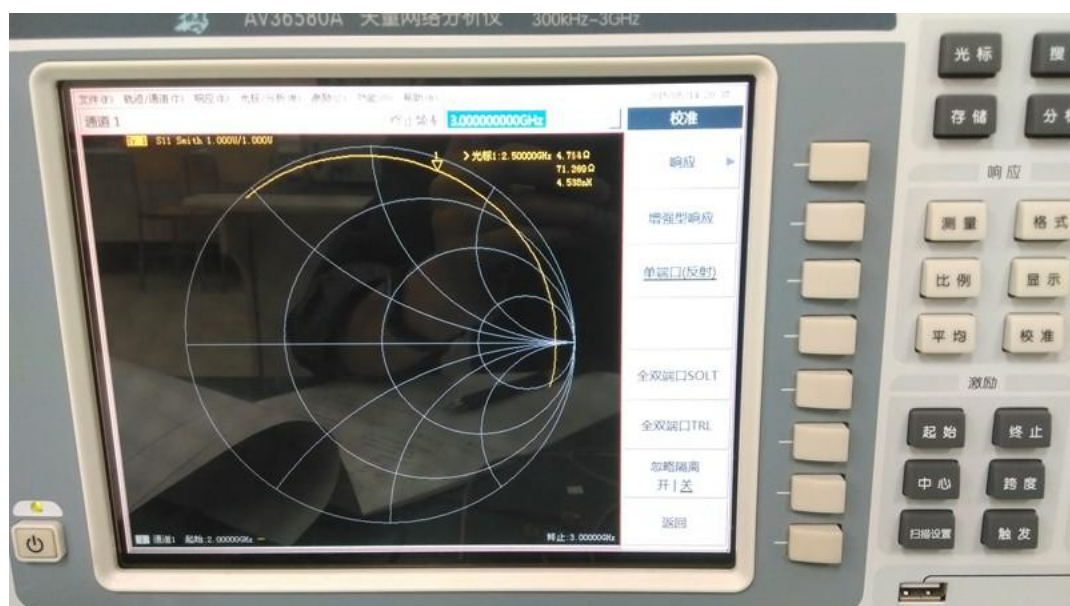 AV36580A 矢量网络分析仪 300kHz-3GHz
通道 1
3.000000000GHz
校准
S11 Smith 1.000U/1.000U
1
>光标1:2.50000GHz 4.714Ω
71.269Ω
响应
增强型响应
单端口(反射)
全双端口SOLT
全双端口TRL
忽略隔离
开 | 关
返回
通道1 起始:2.00000GHz
终止:3.00000GHz
光标
搜
存储
分
响应
测量
格式
比例
显示
平均
校准
激励
起始
终止
中心
跨度
扫描设置
触发